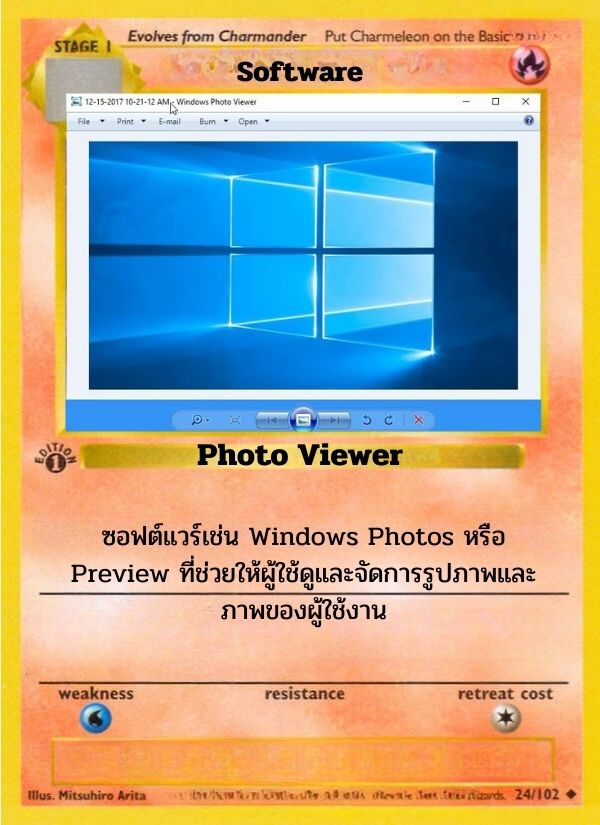 STAGE 1 Evolves from Charmander Put Charmeleon on the Basic
Software
12-15-2017 10-21-12 AM - Windows Photo Viewer
File Print E-mail Burn Open
EDITION 1
Photo Viewer
ซอฟต์แวร์เช่น Windows Photos หรือ
Preview ที่ช่วยให้ผู้ใช้ดูและจัดการรูปภาพและ
ภาพของผู้ใช้งาน
weakness resistance retreat cost
Illus. Mitsuhiro Arita 24/102